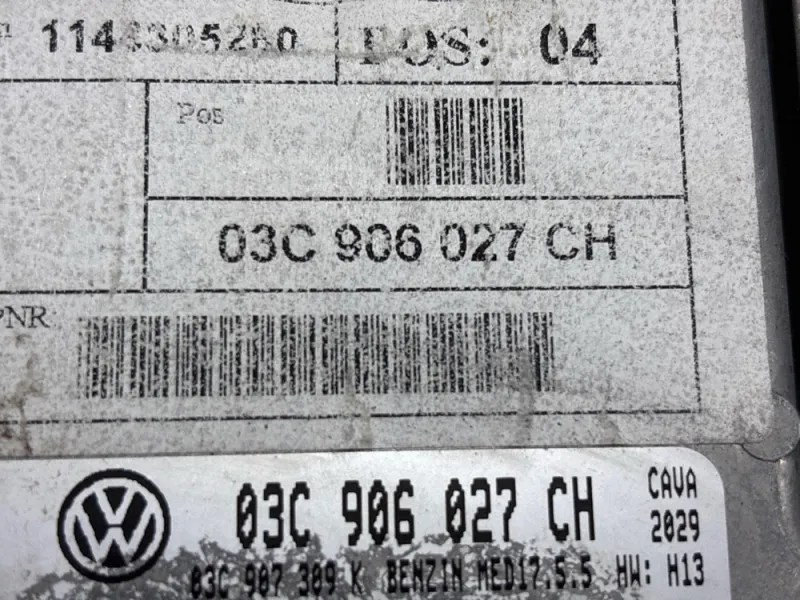 POS: 04
Pos
03C 906 027 CH
PNR
03C 906 027 CH
CAVA
2029
03C 907 309 K BENZIN MED17.5.5 HW: H13